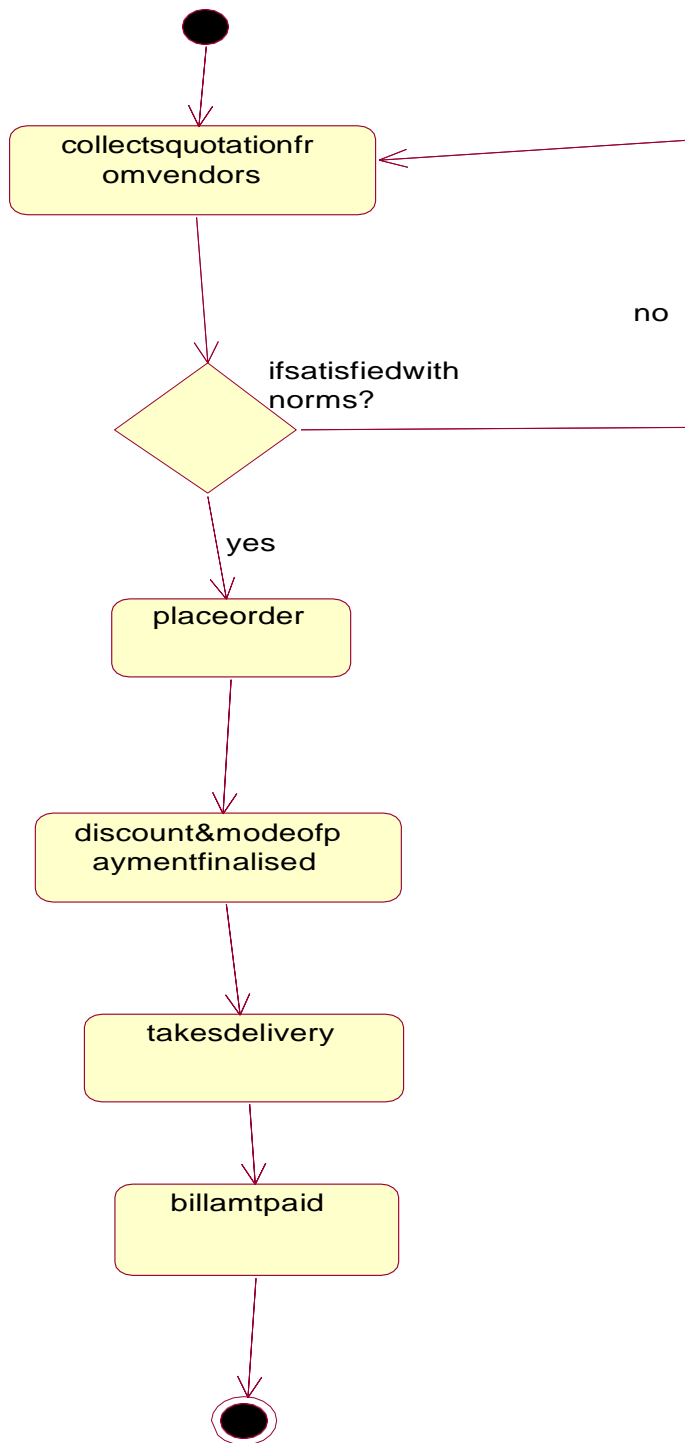 collectsquotationfr
omvendors
no
ifsatisfiedwith
norms?
yes
placeorder
discount&modeofp
aymentfinalised
takesdelivery
billamtpaid